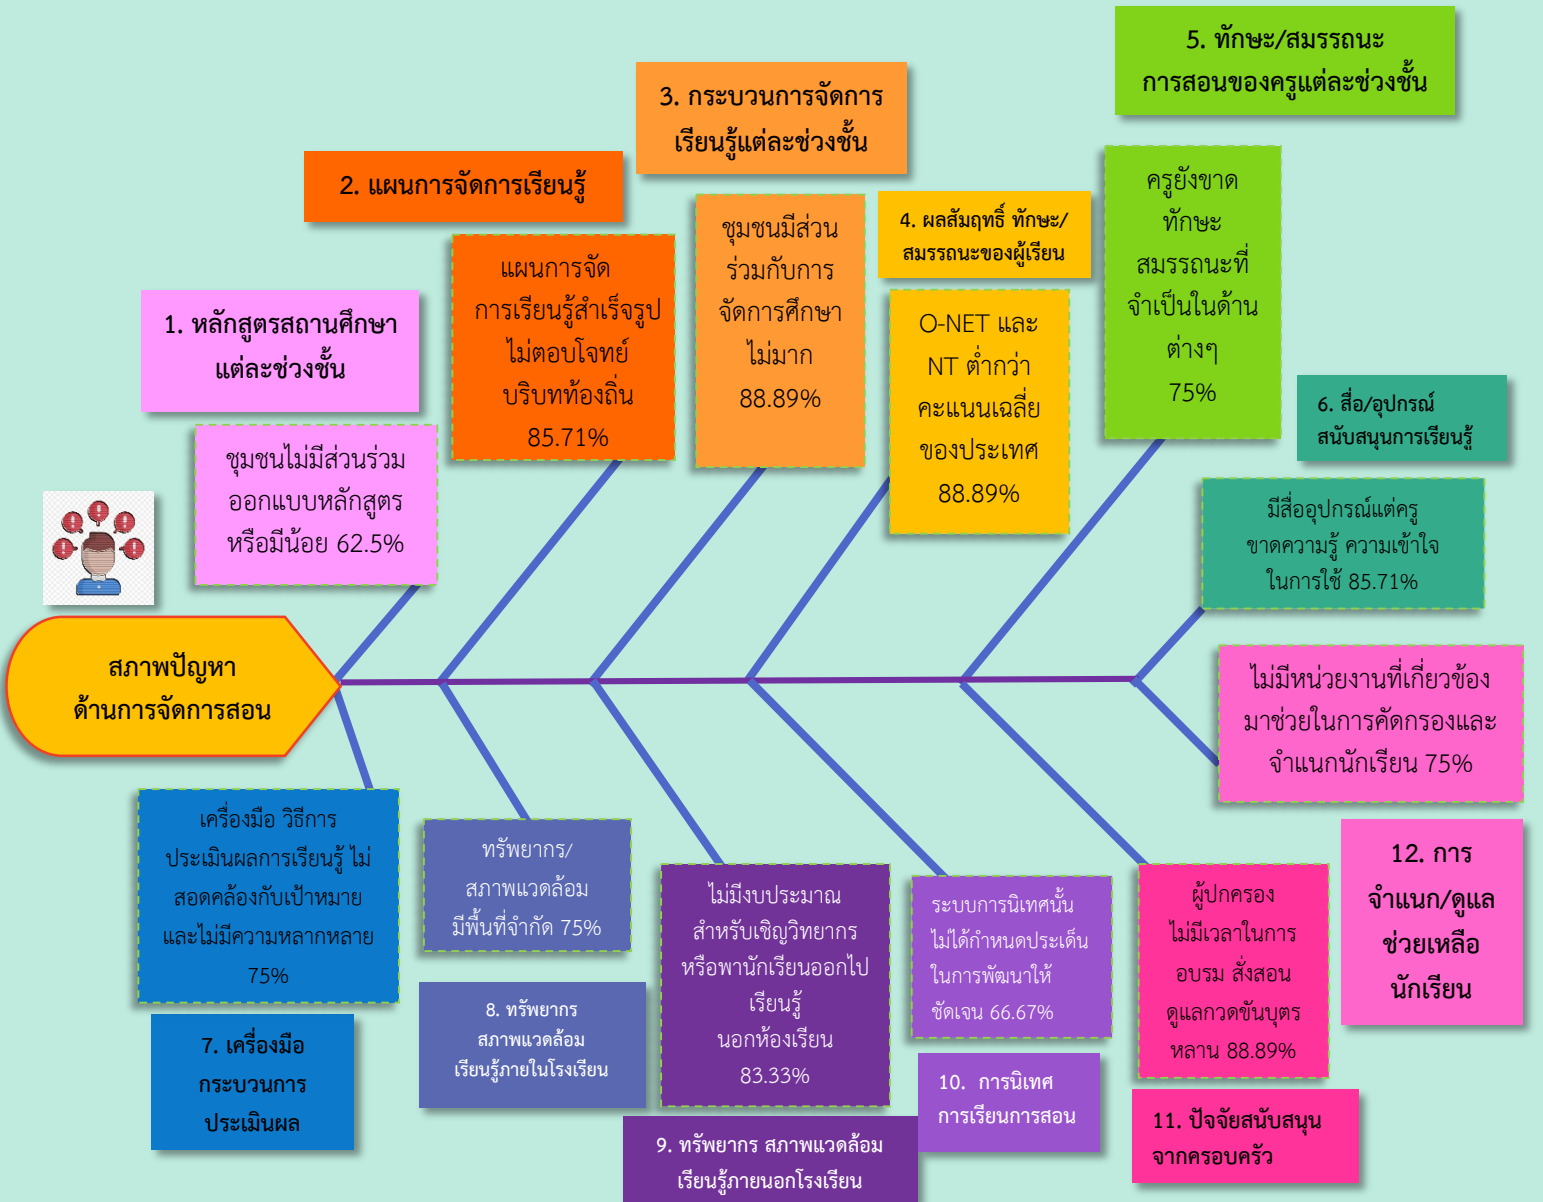 5. ทักษะ/สมรรถนะ
การสอนของครูแต่ละช่วงชั้น
3. กระบวนการจัดการ
เรียนรู้แต่ละช่วงชั้น
2. แผนการจัดการเรียนรู้
4. ผลสัมฤทธิ์ ทักษะ/
สมรรถนะของผู้เรียน
1. หลักสูตรสถานศึกษา
แต่ละช่วงชั้น
ชุมชนไม่มีส่วนร่วม
ออกแบบหลักสูตร
หรือมีน้อย 62.5%
แผนการจัด
การเรียนรู้สำเร็จรูป
ไม่ตอบโจทย์
บริบทท้องถิ่น
85.71%
ชุมชนมีส่วน
ร่วมกับการ
จัดการศึกษา
ไม่มาก
88.89%
O-NET และ
NT ต่ำกว่า
คะแนนเฉลี่ย
ของประเทศ
88.89%
ครูยังขาด
ทักษะ
สมรรถนะที่
จำเป็นในด้าน
ต่างๆ
75%
6. สื่อ/อุปกรณ์
สนับสนุนการเรียนรู้
มีสื่ออุปกรณ์แต่ครู
ขาดความรู้ ความเข้าใจ
ในการใช้ 85.71%
สภาพปัญหา
ด้านการจัดการสอน
ไม่มีหน่วยงานที่เกี่ยวข้อง
มาช่วยในการคัดกรองและ
จำแนกนักเรียน 75%
เครื่องมือ วิธีการ
ประเมินผลการเรียนรู้ ไม่
สอดคล้องกับเป้าหมาย
และไม่มีความหลากหลาย
75%
ทรัพยากร/
สภาพแวดล้อม
มีพื้นที่จำกัด 75%
ไม่มีงบประมาณ
สำหรับเชิญวิทยากร
หรือพานักเรียนออกไป
เรียนรู้
นอกห้องเรียน
83.33%
ระบบการนิเทศนั้น
ไม่ได้กำหนดประเด็น
ในการพัฒนาให้
ชัดเจน 66.67%
ผู้ปกครอง
ไม่มีเวลาในการ
อบรม สั่งสอน
ดูแลกวดขันบุตร
หลาน 88.89%
12. การ
จำแนก/ดูแล
ช่วยเหลือ
นักเรียน
7. เครื่องมือ
กระบวนการ
ประเมินผล
8. ทรัพยากร
สภาพแวดล้อม
เรียนรู้ภายในโรงเรียน
9. ทรัพยากร สภาพแวดล้อม
เรียนรู้ภายนอกโรงเรียน
10. การนิเทศ
การเรียนการสอน
11. ปัจจัยสนับสนุน
จากครอบครัว